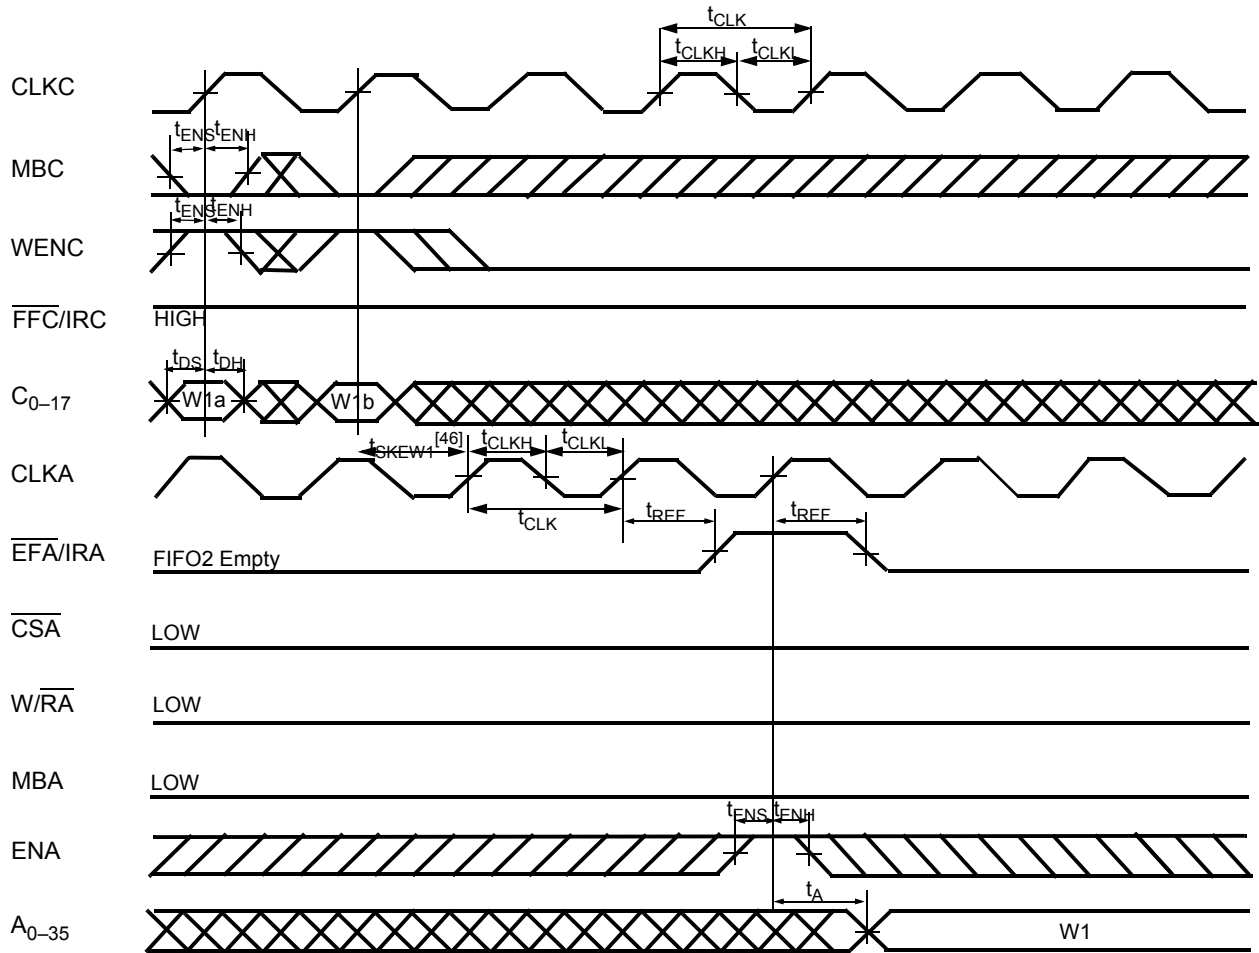 tCLK
tCLKH tCLKL
CLKC
tENS tENH
MBC
tENS tENH
WENC
FFC/IRC HIGH
tDS tDH
C0–17 W1a W1b
tSKEW1[46] tCLKH tCLKL
CLKA
tCLK tREF tREF
EFA/IRA FIFO2 Empty
CSA LOW
W/RA LOW
MBA LOW
tENS tENH
ENA
tA
A0–35 W1